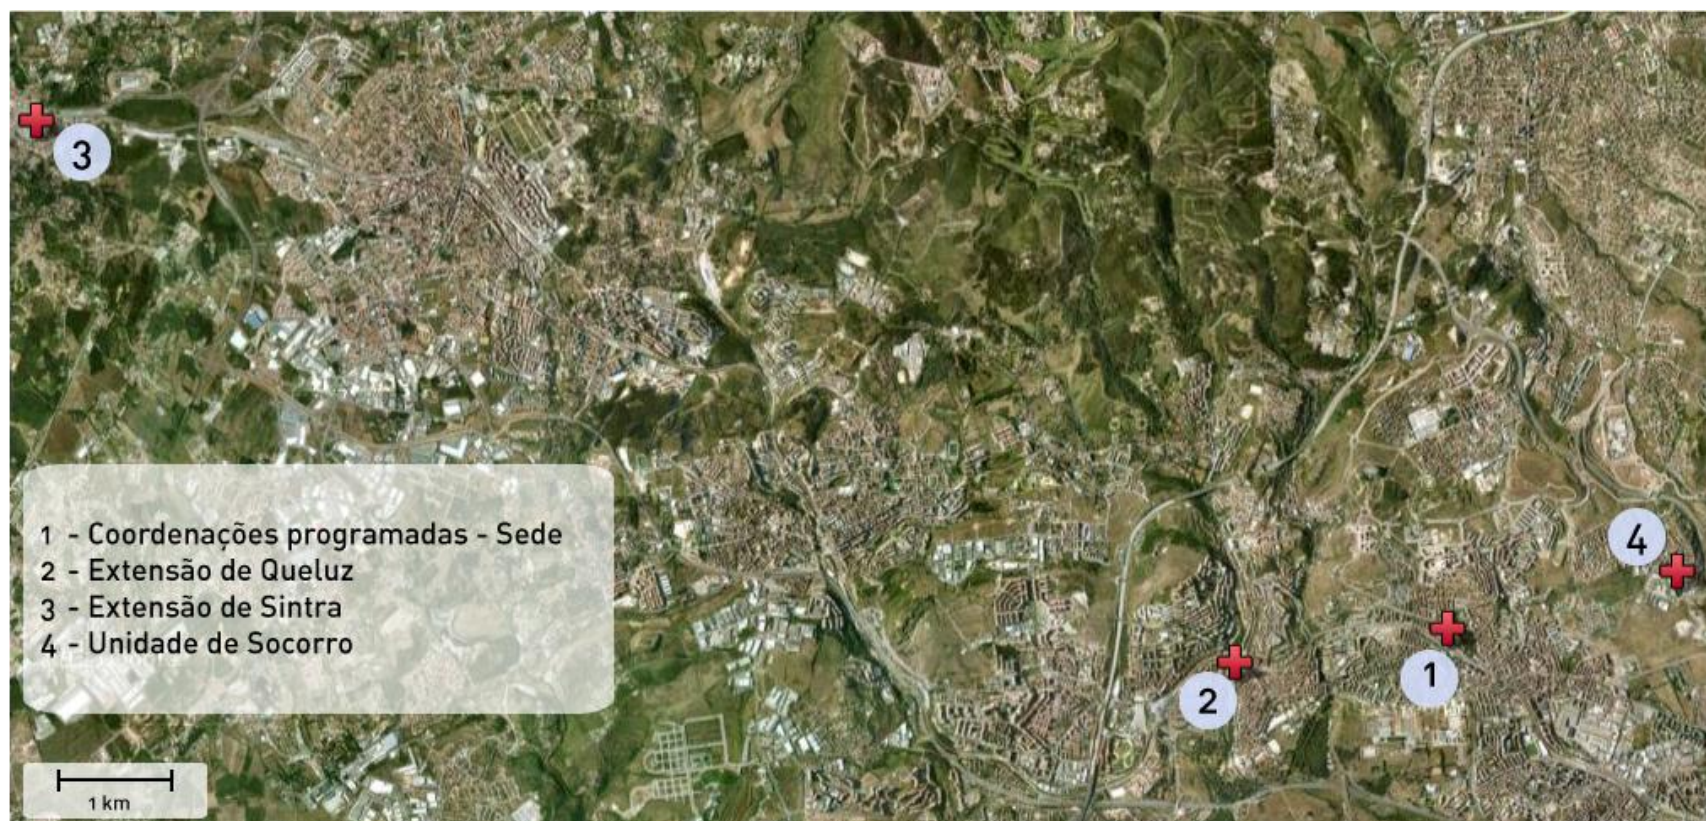 3
4
1
2
1 - Coordenações programadas - Sede
2 - Extensão de Queluz
3 - Extensão de Sintra
4 - Unidade de Socorro
1 km